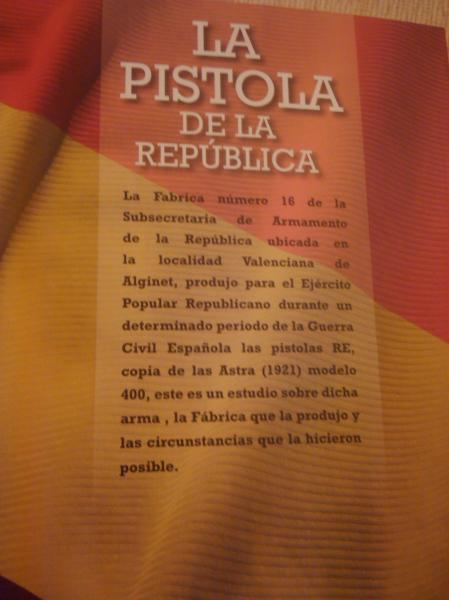 LA
PISTOLA
DE LA
REPÚBLICA
La Fabrica número 16 de la
Subsecretaria de Armamento
de la República ubicada en
la localidad Valenciana de
Alginet, produjo para el Ejército
Popular Republicano durante un
determinado periodo de la Guerra
Civil Española las pistolas RE,
copia de las Astra (1921) modelo
400, este es un estudio sobre dicha
arma , la Fábrica que la produjo y
las circunstancias que la hicieron
posible.